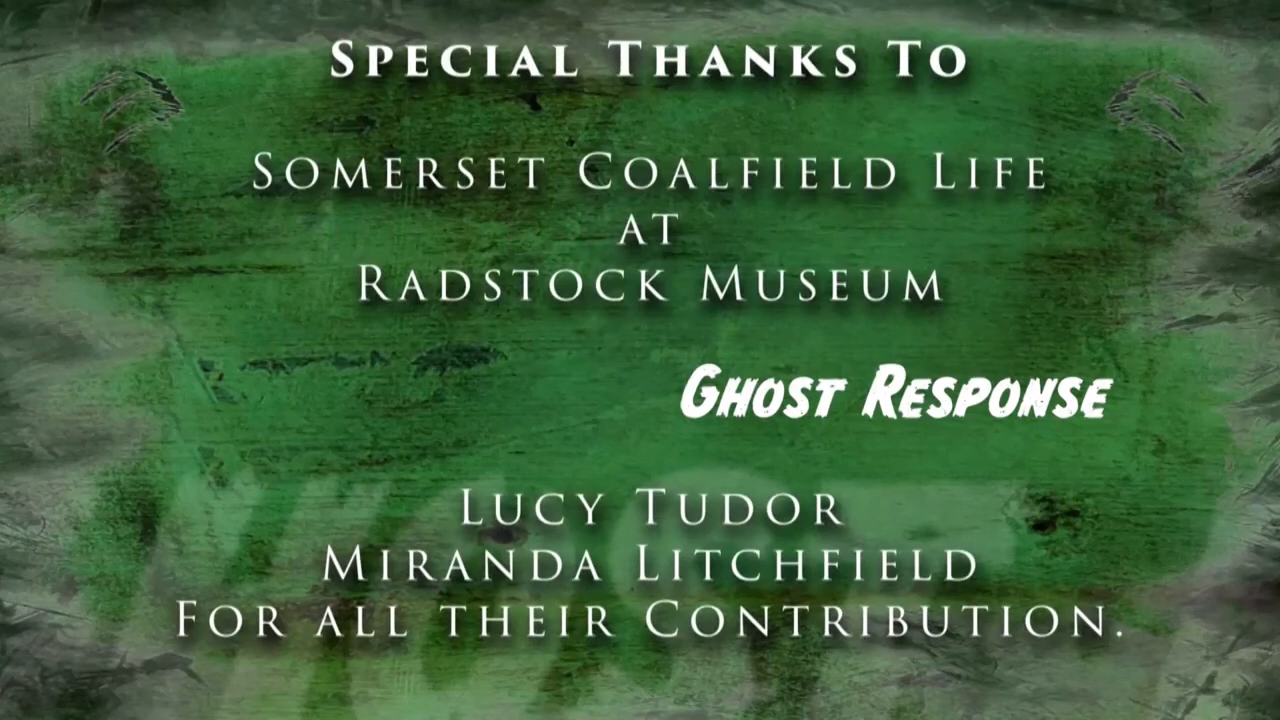 Special Thanks To
Somerset Coalfield Life
at
Radstock Museum
Ghost Response
Lucy Tudor
Miranda Litchfield
For all their Contribution.